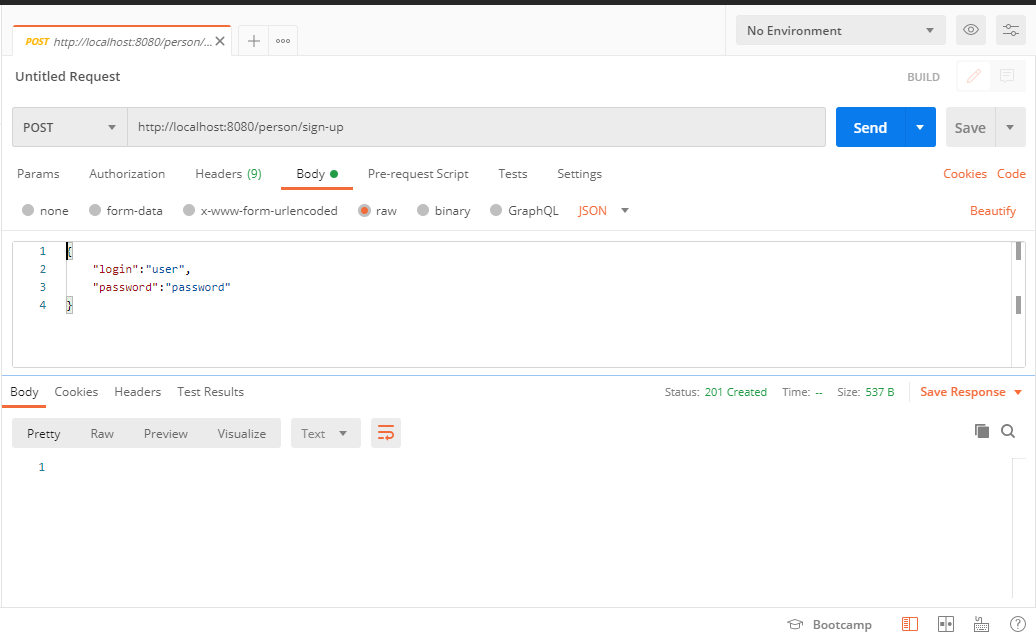 POST http://localhost:8080/person/...
No Environment
Untitled Request
BUILD
POST
http://localhost:8080/person/sign-up
Send
Save
Params Authorization Headers (9) Body Pre-request Script Tests Settings Cookies Code
none form-data x-www-form-urlencoded raw binary GraphQL JSON Beautify
1 {
2 "login":"user",
3 "password":"password"
4 }
Body Cookies Headers Test Results Status: 201 Created Time: -- Size: 537 B Save Response
Pretty Raw Preview Visualize Text
1
Bootcamp